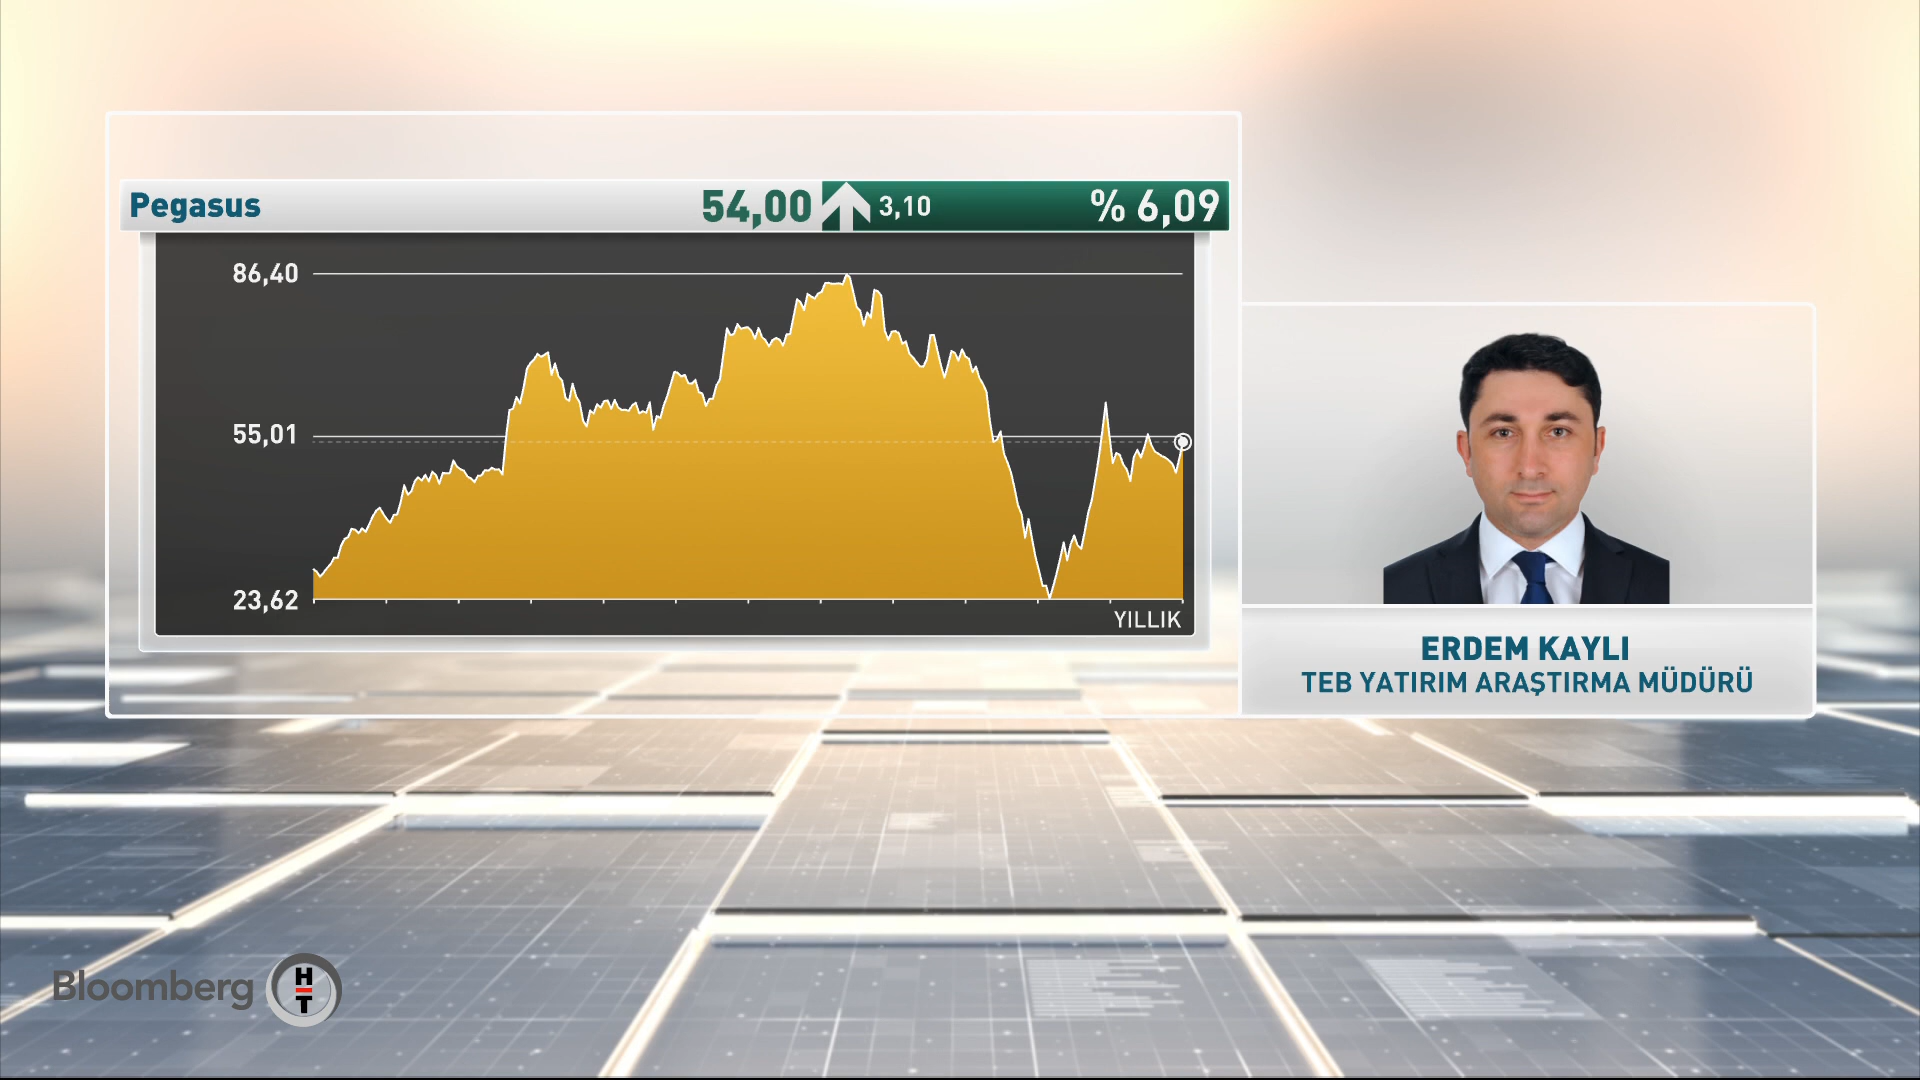 Pegasus 54,00 3,10 % 6,09
86,40
55,01
23,62
YILLIK
ERDEM KAYLI
TEB YATIRIM ARAŞTIRMA MÜDÜRÜ
Bloomberg HT